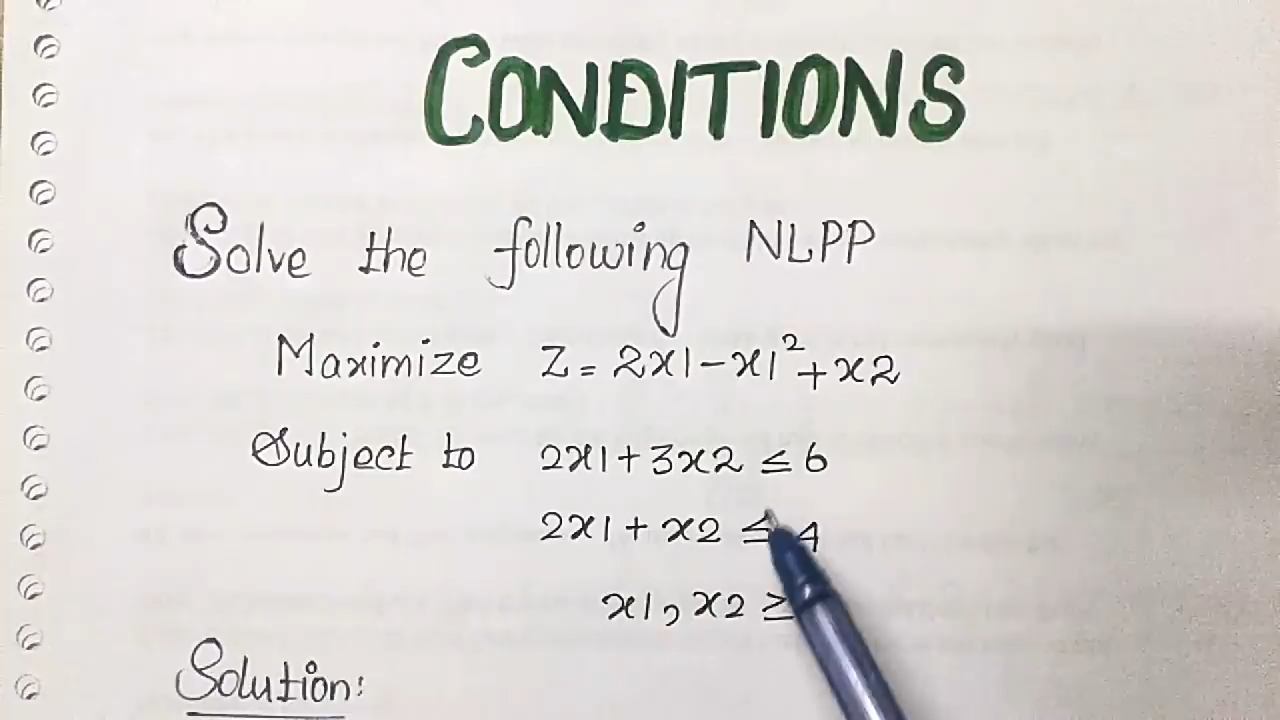 CONDITIONS
Solve the following NLPP
Maximize Z = 2x1 - x1² + x2
Subject to 2x1 + 3x2 ≤ 6
2x1 + x2 ≤ 4
x1, x2 ≥
Solution: